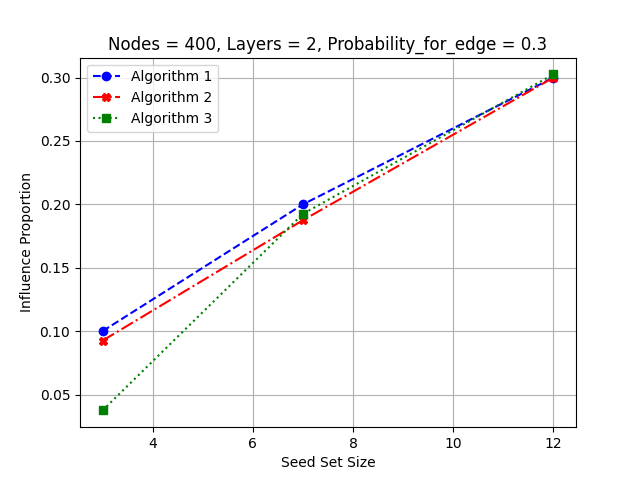 Nodes = 400, Layers = 2, Probability_for_edge = 0.3
Algorithm 1
Algorithm 2
Algorithm 3
0.30
0.25
0.20
0.15
0.10
0.05
Influence Proportion
4 6 8 10 12
Seed Set Size